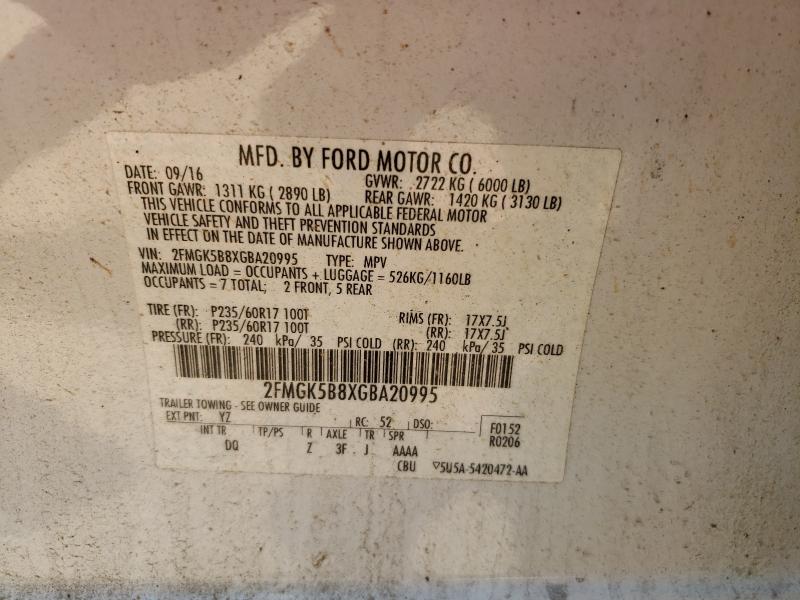 MFD. BY FORD MOTOR CO.
DATE: 09/16 GVWR: 2722 KG ( 6000 LB)
FRONT GAWR: 1311 KG ( 2890 LB) REAR GAWR: 1420 KG ( 3130 LB)
THIS VEHICLE CONFORMS TO ALL APPLICABLE FEDERAL MOTOR
VEHICLE SAFETY AND THEFT PREVENTION STANDARDS
IN EFFECT ON THE DATE OF MANUFACTURE SHOWN ABOVE.
VIN: 2FMGK5B8XGBA20995 TYPE: MPV
MAXIMUM LOAD = OCCUPANTS + LUGGAGE = 526KG/1160LB
OCCUPANTS = 7 TOTAL; 2 FRONT, 5 REAR
TIRE (FR): P235/60R17 100T RIMS (FR): 17X7.5J
(RR): P235/60R17 100T (RR): 17X7.5J
PRESSURE (FR): 240 kPa/ 35 PSI COLD (RR): 240 kPa/ 35 PSI COLD
2FMGK5B8XGBA20995
TRAILER TOWING - SEE OWNER GUIDE
EXT PNT: YZ RC: 52 DSO: F0152
INT TR TP/PS R AXLE TR SPR R0206
DQ Z 3F J AAAA
CBU ▽5U5A-5420472-AA